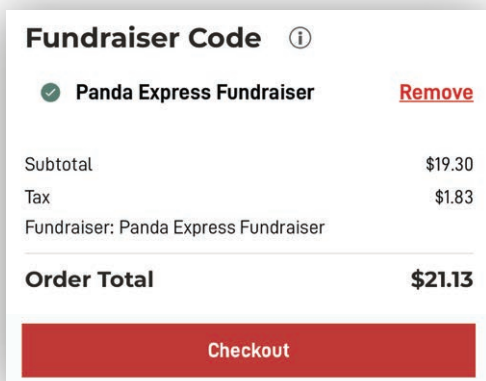 Fundraiser Code
Panda Express Fundraiser Remove
Subtotal $19.30
Tax $1.83
Fundraiser: Panda Express Fundraiser
Order Total $21.13
Checkout